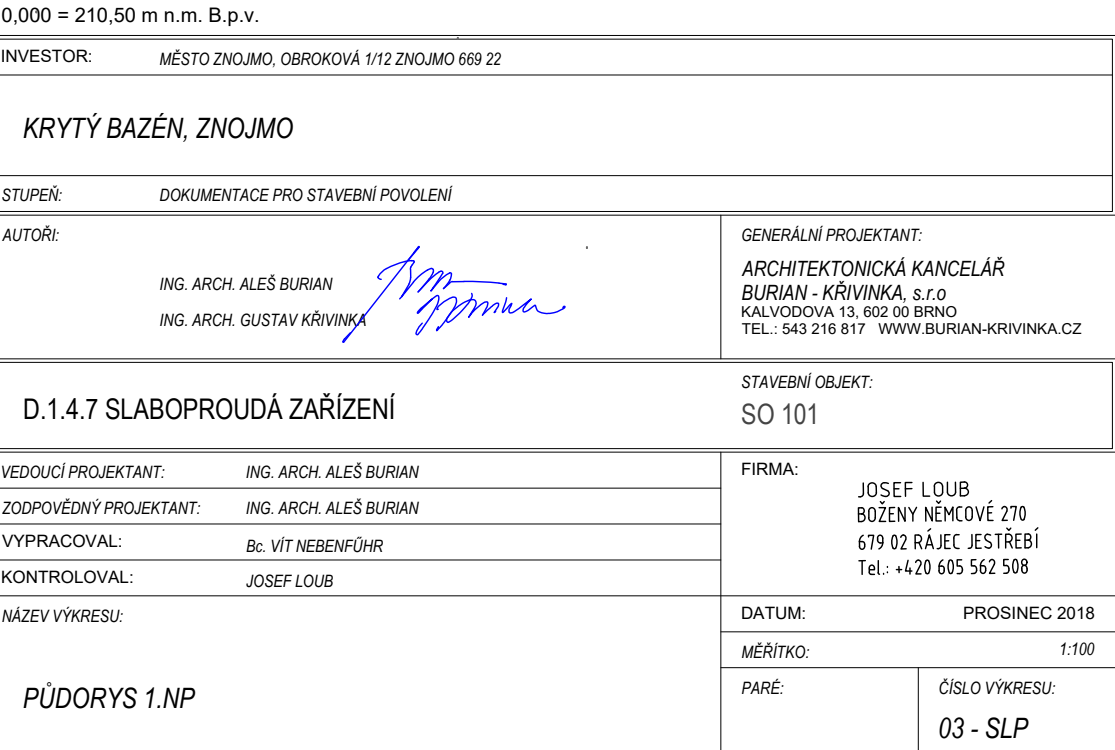 0,000 = 210,50 m n.m. B.p.v.
INVESTOR: MĚSTO ZNOJMO, OBROKOVÁ 1/12 ZNOJMO 669 22
KRYTÝ BAZÉN, ZNOJMO
STUPEŇ: DOKUMENTACE PRO STAVEBNÍ POVOLENÍ
AUTOŘI:
ING. ARCH. ALEŠ BURIAN
ING. ARCH. GUSTAV KŘIVINKA
GENERÁLNÍ PROJEKTANT:
ARCHITEKTONICKÁ KANCELÁŘ
BURIAN - KŘIVINKA, s.r.o
KALVODOVA 13, 602 00 BRNO
TEL.: 543 216 817 WWW.BURIAN-KRIVINKA.CZ
D.1.4.7 SLABOPROUDÁ ZAŘÍZENÍ
STAVEBNÍ OBJEKT:
SO 101
VEDOUCÍ PROJEKTANT: ING. ARCH. ALEŠ BURIAN
ZODPOVĚDNÝ PROJEKTANT: ING. ARCH. ALEŠ BURIAN
VYPRACOVAL: Bc. VÍT NEBENFŰHR
KONTROLOVAL: JOSEF LOUB
FIRMA:
JOSEF LOUB
BOŽENY NĚMCOVÉ 270
679 02 RÁJEC JESTŘEBÍ
Tel.: +420 605 562 508
NÁZEV VÝKRESU:
PŮDORYS 1.NP
DATUM: PROSINEC 2018
MĚŘÍTKO: 1:100
PARÉ:
ČÍSLO VÝKRESU:
03 - SLP